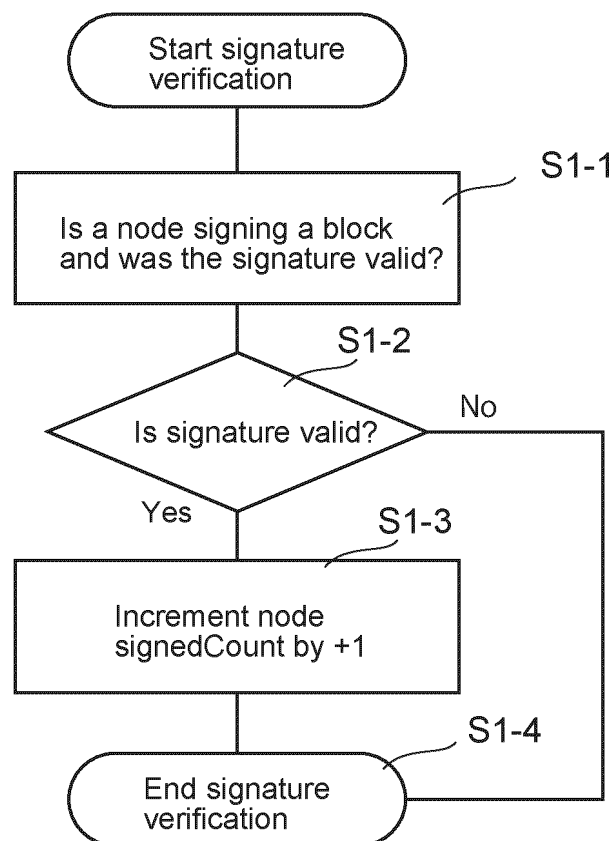 Start signature
verification
S1-1
Is a node signing a block
and was the signature valid?
S1-2
Is signature valid?
No
Yes
S1-3
Increment node
signedCount by +1
S1-4
End signature
verification